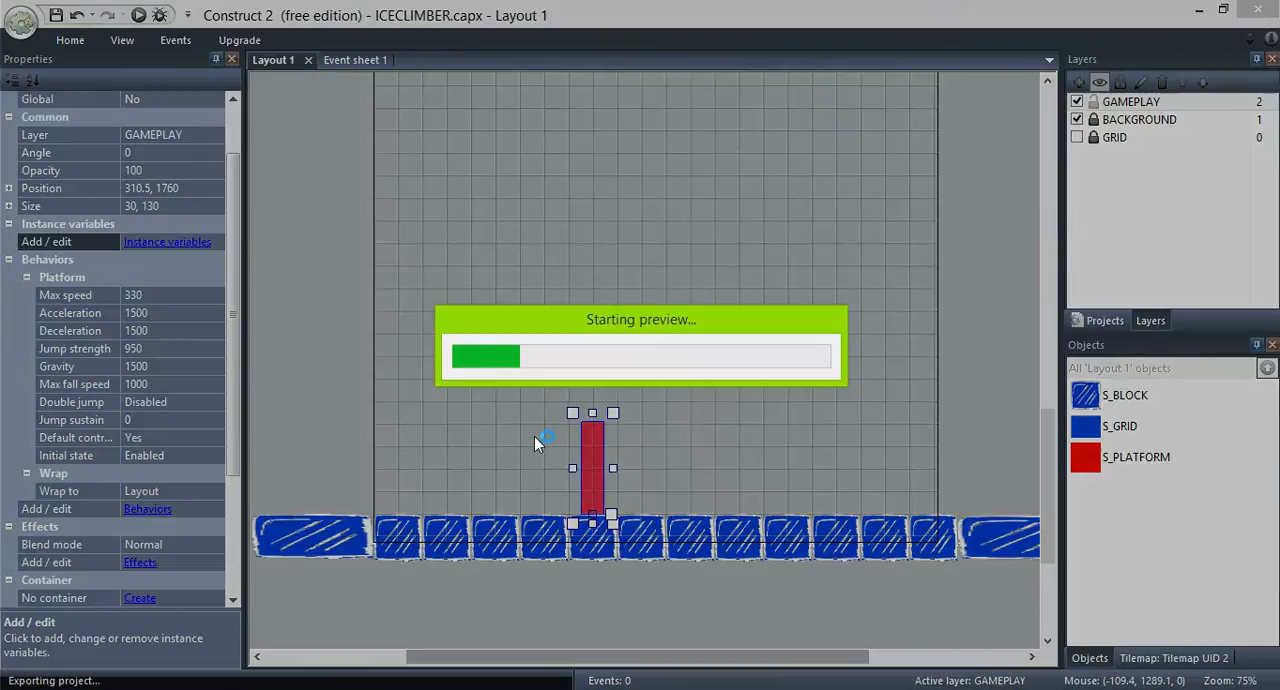 Construct 2 (free edition) - ICECLIMBER.capx - Layout 1
Home View Events Upgrade
Properties
Layout 1
Event sheet 1
Layers
Global No
Common
Layer GAMEPLAY
Angle 0
Opacity 100
Position 310.5, 1760
Size 30, 130
Instance variables
Add / edit Instance variables
Behaviors
Platform
Max speed 330
Acceleration 1500
Deceleration 1500
Jump strength 950
Gravity 1500
Max fall speed 1000
Double jump Disabled
Jump sustain 0
Default contr... Yes
Initial state Enabled
Wrap
Wrap to Layout
Add / edit Behaviors
Effects
Blend mode Normal
Add / edit Effects
Container
No container Create
Add / edit
Click to add, change or remove instance
variables.
Starting preview...
GAMEPLAY 2
BACKGROUND 1
GRID 0
Projects Layers
Objects
All 'Layout 1' objects
S_BLOCK
S_GRID
S_PLATFORM
Objects Tilemap: Tilemap UID 2
Exporting project... Events: 0 Active layer: GAMEPLAY Mouse: (-109.4, 1289.1, 0) Zoom: 75%